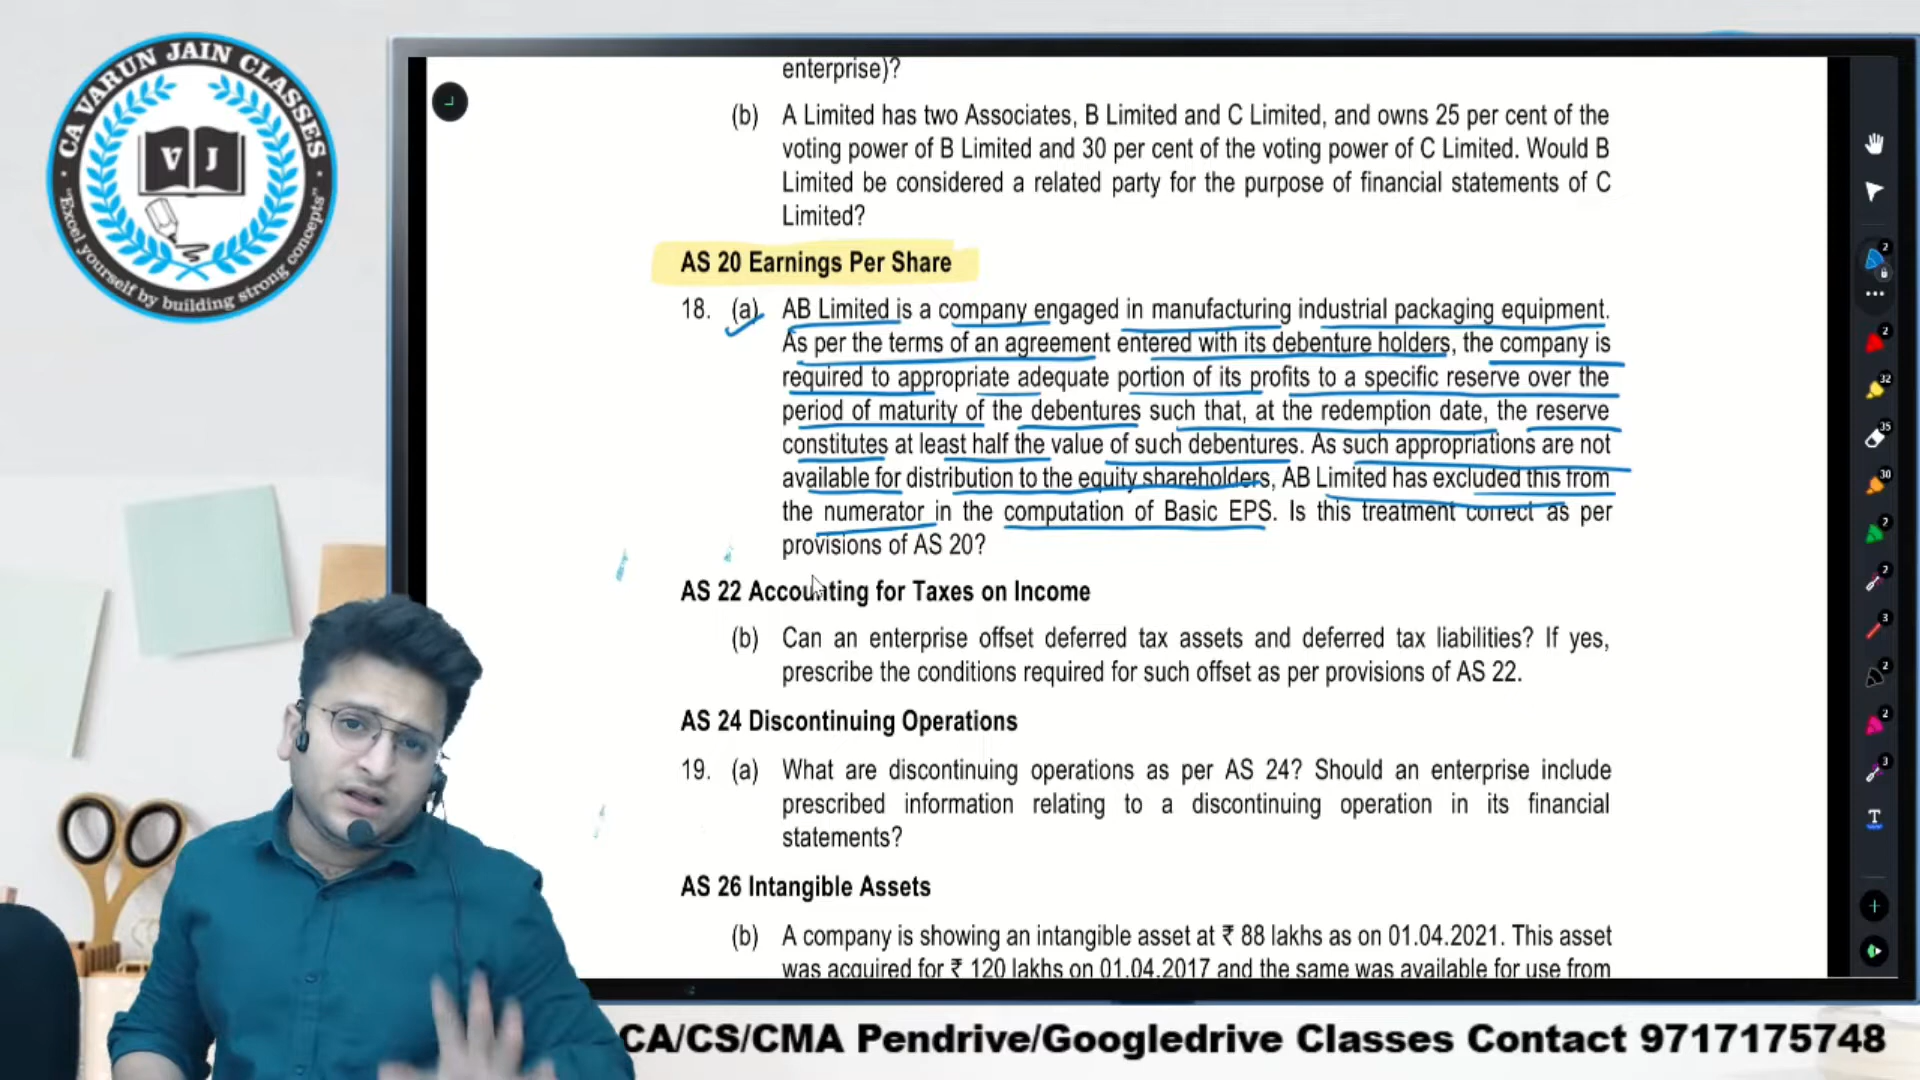 CA VARUN JAIN CLASSES
V J
"Excel yourself by building strong concepts"
enterprise)?
(b) A Limited has two Associates, B Limited and C Limited, and owns 25 per cent of the
voting power of B Limited and 30 per cent of the voting power of C Limited. Would B
Limited be considered a related party for the purpose of financial statements of C
Limited?
AS 20 Earnings Per Share
18. (a) AB Limited is a company engaged in manufacturing industrial packaging equipment.
As per the terms of an agreement entered with its debenture holders, the company is
required to appropriate adequate portion of its profits to a specific reserve over the
period of maturity of the debentures such that, at the redemption date, the reserve
constitutes at least half the value of such debentures. As such appropriations are not
available for distribution to the equity shareholders, AB Limited has excluded this from
the numerator in the computation of Basic EPS. Is this treatment correct as per
provisions of AS 20?
AS 22 Accounting for Taxes on Income
(b) Can an enterprise offset deferred tax assets and deferred tax liabilities? If yes,
prescribe the conditions required for such offset as per provisions of AS 22.
AS 24 Discontinuing Operations
19. (a) What are discontinuing operations as per AS 24? Should an enterprise include
prescribed information relating to a discontinuing operation in its financial
statements?
AS 26 Intangible Assets
(b) A company is showing an intangible asset at ₹ 88 lakhs as on 01.04.2021. This asset
was acquired for ₹ 120 lakhs on 01.04.2017 and the same was available for use from
2
2
32
35
30
2
2
3
2
2
3
T
CA/CS/CMA Pendrive/Googledrive Classes Contact 9717175748